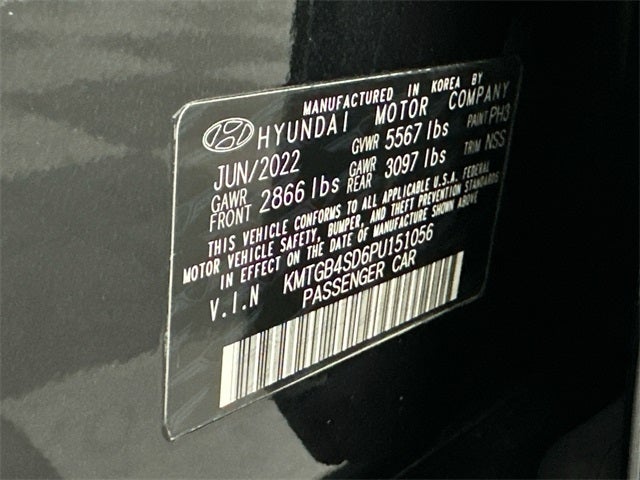 MANUFACTURED IN KOREA BY
HYUNDAI MOTOR COMPANY
JUN/2022 GVWR 5567 lbs PAINT PH3
GAWR FRONT 2866 lbs GAWR REAR 3097 lbs TRIM NSS
THIS VEHICLE CONFORMS TO ALL APPLICABLE U.S.A. FEDERAL
MOTOR VEHICLE SAFETY, BUMPER, AND THEFT PREVENTION STANDARDS
IN EFFECT ON THE DATE OF MANUFACTURE SHOWN ABOVE.
V.I.N KMTGB4SD6PU151056
PASSENGER CAR